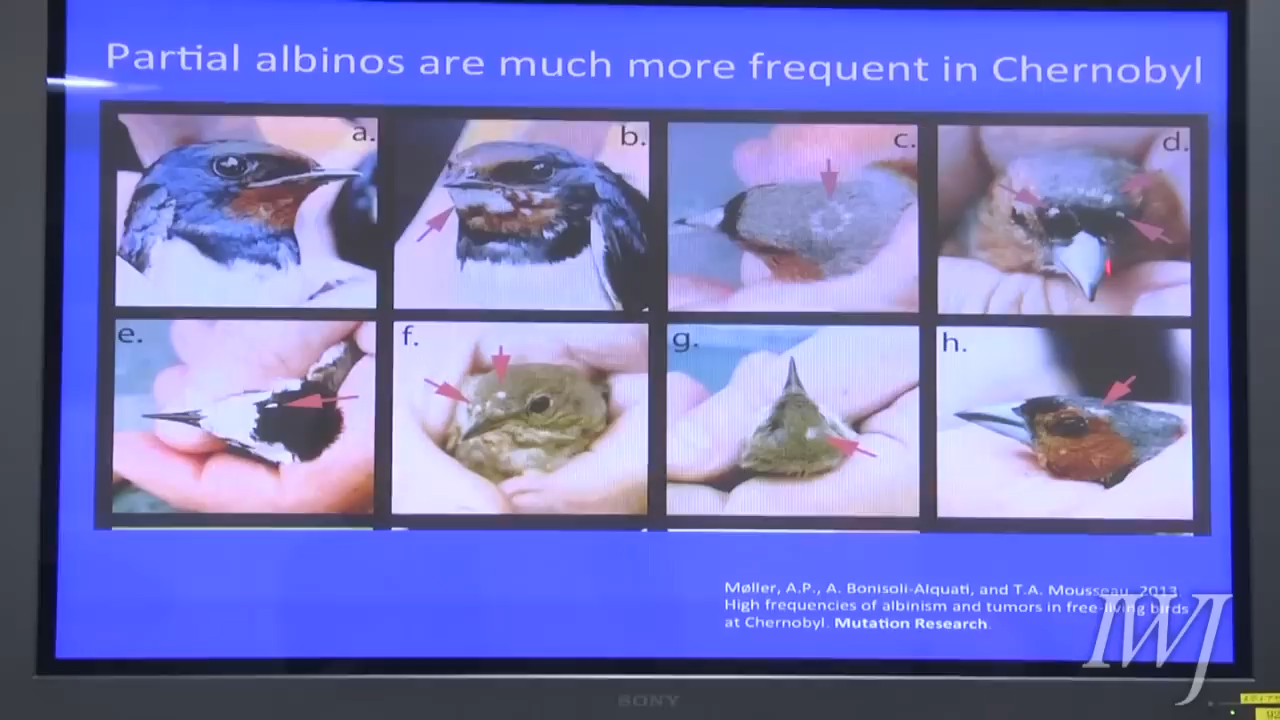 Partial albinos are much more frequent in Chernobyl
a.
b.
c.
d.
e.
f.
g.
h.
Møller, A.P., A. Bonisoli-Alquati, and T.A. Mousseau. 2013.
High frequencies of albinism and tumors in free-living birds
at Chernobyl. Mutation Research.
IWJ
SONY